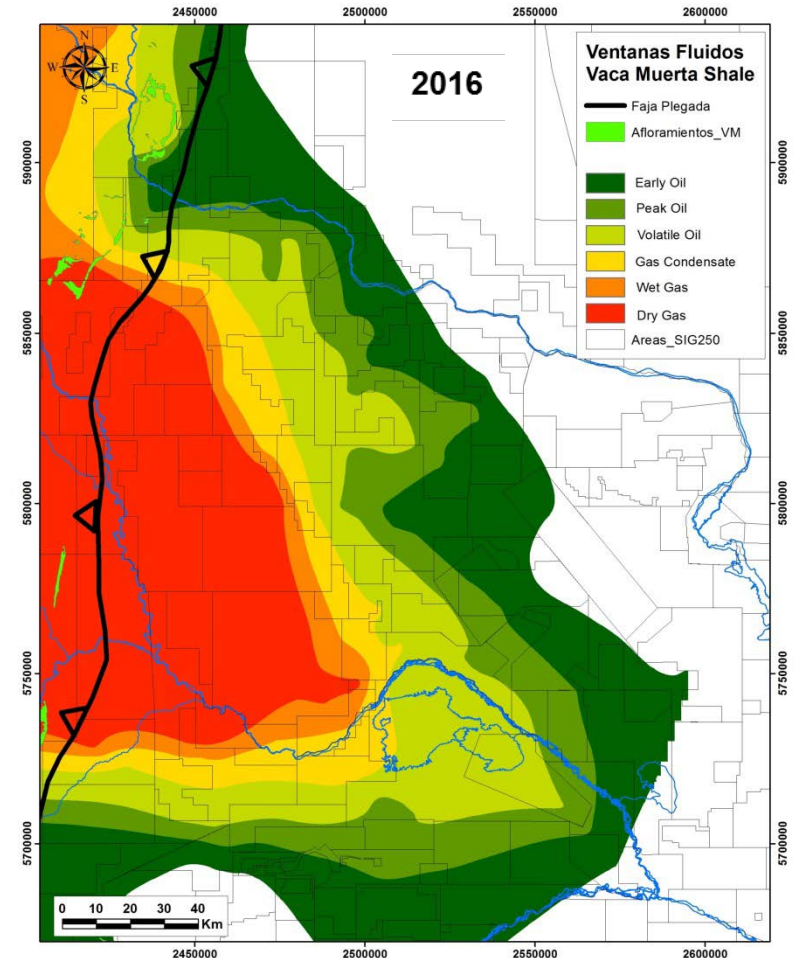 2450000 2500000 2550000 2600000
N
W E
S
2016
Ventanas Fluidos
Vaca Muerta Shale
Faja Plegada
Afloramientos_VM
Early Oil
Peak Oil
Volatile Oil
Gas Condensate
Wet Gas
Dry Gas
Areas_SIG250
5900000 5900000
5850000 5850000
5800000 5800000
5750000 5750000
5700000 5700000
0 10 20 30 40
Km
2450000 2500000 2550000 2600000